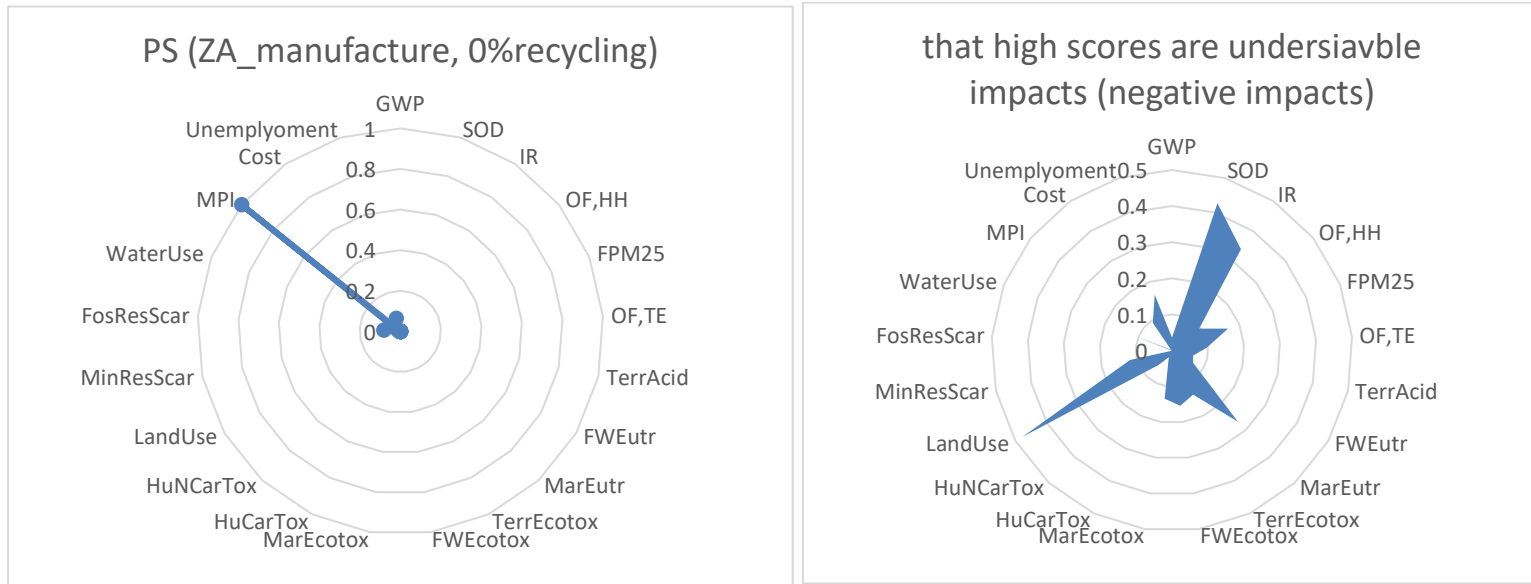 PS (ZA_manufacture, 0%recycling)
GWP
SOD
IR
OF,HH
FPM25
OF,TE
TerrAcid
FWEutr
MarEutr
TerrEcotox
FWEcotox
MarEcotox
HuCarTox
HuNCarTox
LandUse
MinResScar
FosResScar
WaterUse
MPI
Cost
Unemplyoment
1
0.8
0.6
0.4
0.2
0
that high scores are undersiavble
impacts (negative impacts)
GWP
SOD
IR
OF,HH
FPM25
OF,TE
TerrAcid
FWEutr
MarEutr
TerrEcotox
FWEcotox
MarEcotox
HuCarTox
HuNCarTox
LandUse
MinResScar
FosResScar
WaterUse
MPI
Cost
Unemplyoment
0.5
0.4
0.3
0.2
0.1
0